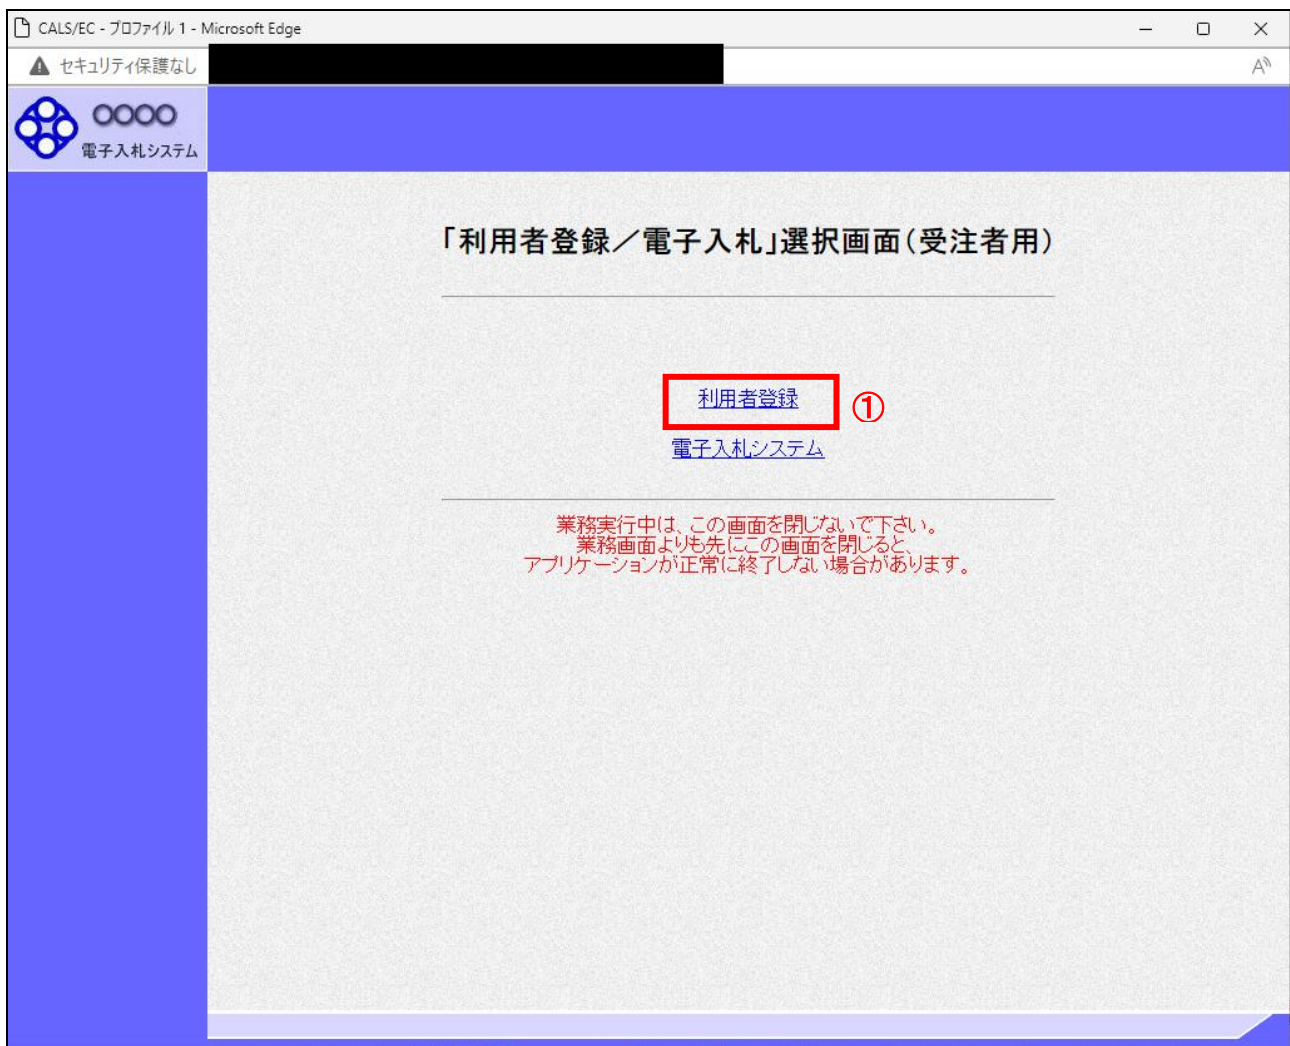 CALS/EC - プロファイル 1 - Microsoft Edge
セキュリティ保護なし
○○○○
電子入札システム
「利用者登録／電子入札」選択画面（受注者用）
利用者登録
①
電子入札システム
業務実行中は、この画面を閉じないで下さい。
業務画面よりも先にこの画面を閉じると、
アプリケーションが正常に終了しない場合があります。